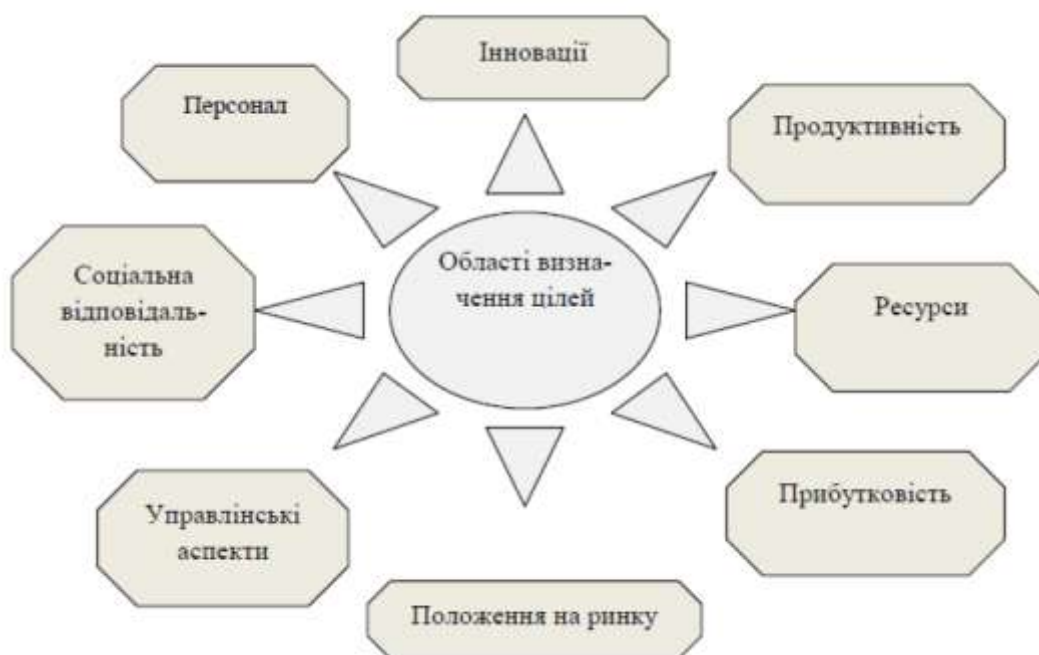 Інновації
Персонал
Продуктивність
Області визна-
чення цілей
Соціальна
відповідаль-
ність
Ресурси
Управлінські
аспекти
Прибутковість
Положення на ринку